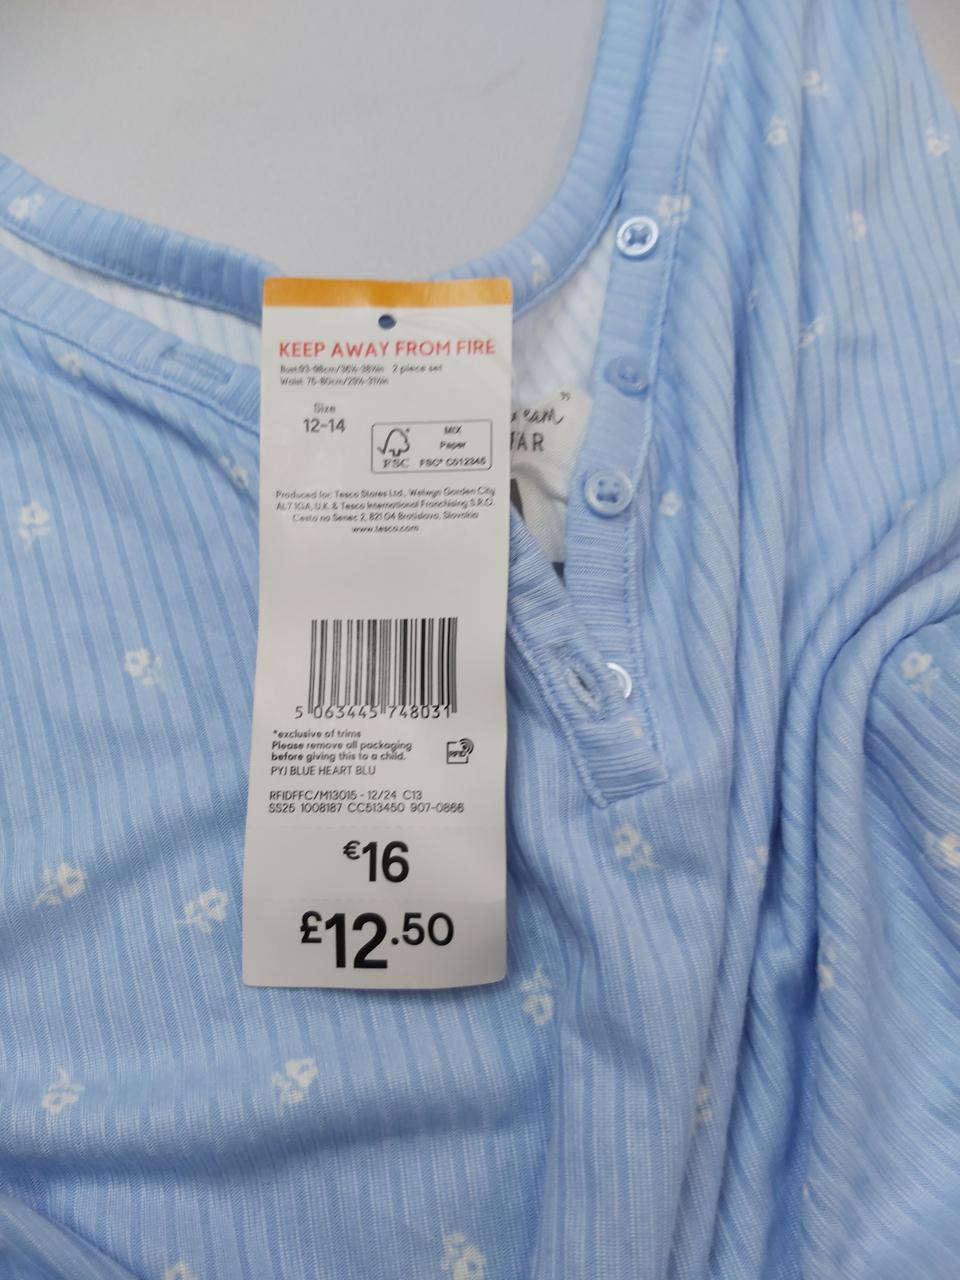 KEEP AWAY FROM FIRE
Bust:93-98cm/36½-38½in 2 piece set
Waist: 75-80cm/29½-31½in
Size
12-14
MIX
Paper
FSC
FSC® C012345
Produced for: Tesco Stores Ltd., Welwyn Garden City
AL7 1GA, U.K. & Tesco International Franchising S.R.O.
Cesta na Senec 2, 821 04 Bratislava, Slovakia
www.tesco.com
5 063445 748031
*exclusive of trims
Please remove all packaging
before giving this to a child.
RFID
PYJ BLUE HEART BLU
RFIDFFC/M13015 - 12/24 C13
SS25 1008187 CC513450 907-0866
€16
£12.50